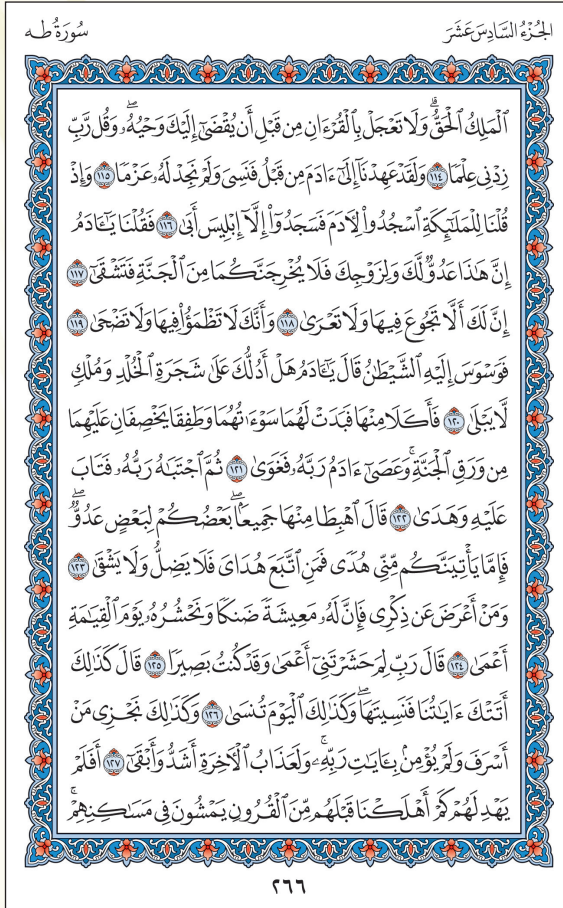 الجُزْءُ السَّادِسَ عَشَرَ
سُورَةُ طه
ٱلْمَلِكُ ٱلْحَقُّۗ وَلَا تَعْجَلْ بِٱلْقُرْءَانِ مِن قَبْلِ أَن يُقْضَىٰٓ إِلَيْكَ وَحْيُهُۥۖ وَقُل رَّبِّ
زِدْنِى عِلْمًا ١١٤ وَلَقَدْ عَهِدْنَآ إِلَىٰٓ ءَادَمَ مِن قَبْلُ فَنَسِىَ وَلَمْ نَجِدْ لَهُۥ عَزْمًا ١١٥ وَإِذْ
قُلْنَا لِلْمَلَٰٓئِكَةِ ٱسْجُدُوا۟ لِءَادَمَ فَسَجَدُوٓا۟ إِلَّآ إِبْلِيسَ أَبَىٰ ١١٦ فَقُلْنَا يَٰٓـَٔادَمُ
إِنَّ هَٰذَا عَدُوٌّ لَّكَ وَلِزَوْجِكَ فَلَا يُخْرِجَنَّكُمَا مِنَ ٱلْجَنَّةِ فَتَشْقَىٰٓ ١١٧
إِنَّ لَكَ أَلَّا تَجُوعَ فِيهَا وَلَا تَعْرَىٰ ١١٨ وَأَنَّكَ لَا تَظْمَؤُا۟ فِيهَا وَلَا تَضْحَىٰ ١١٩
فَوَسْوَسَ إِلَيْهِ ٱلشَّيْطَٰنُ قَالَ يَٰٓـَٔادَمُ هَلْ أَدُلُّكَ عَلَىٰ شَجَرَةِ ٱلْخُلْدِ وَمُلْكٍ
لَّا يَبْلَىٰ ١٢٠ فَأَكَلَا مِنْهَا فَبَدَتْ لَهُمَا سَوْءَٰتُهُمَا وَطَفِقَا يَخْصِفَانِ عَلَيْهِمَا
مِن وَرَقِ ٱلْجَنَّةِۚ وَعَصَىٰٓ ءَادَمُ رَبَّهُۥ فَغَوَىٰ ١٢١ ثُمَّ ٱجْتَبَٰهُ رَبُّهُۥ فَتَابَ
عَلَيْهِ وَهَدَىٰ ١٢٢ قَالَ ٱهْبِطَا مِنْهَا جَمِيعًۢاۖ بَعْضُكُمْ لِبَعْضٍ عَدُوٌّۖ
فَإِمَّا يَأْتِيَنَّكُم مِّنِّى هُدًى فَمَنِ ٱتَّبَعَ هُدَاىَ فَلَا يَضِلُّ وَلَا يَشْقَىٰ ١٢٣
وَمَنْ أَعْرَضَ عَن ذِكْرِى فَإِنَّ لَهُۥ مَعِيشَةً ضَنكًا وَنَحْشُرُهُۥ يَوْمَ ٱلْقِيَٰمَةِ
أَعْمَىٰ ١٢٤ قَالَ رَبِّ لِمَ حَشَرْتَنِىٓ أَعْمَىٰ وَقَدْ كُنتُ بَصِيرًا ١٢٥ قَالَ كَذَٰلِكَ
أَتَتْكَ ءَايَٰتُنَا فَنَسِيتَهَاۖ وَكَذَٰلِكَ ٱلْيَوْمَ تُنسَىٰ ١٢٦ وَكَذَٰلِكَ نَجْزِى مَنْ
أَسْرَفَ وَلَمْ يُؤْمِنۢ بِـَٔايَٰتِ رَبِّهِۦۚ وَلَعَذَابُ ٱلْءَاخِرَةِ أَشَدُّ وَأَبْقَىٰٓ ١٢٧ أَفَلَمْ
يَهْدِ لَهُمْ كَمْ أَهْلَكْنَا قَبْلَهُم مِّنَ ٱلْقُرُونِ يَمْشُونَ فِى مَسَٰكِنِهِمْۚ
٢٦٦